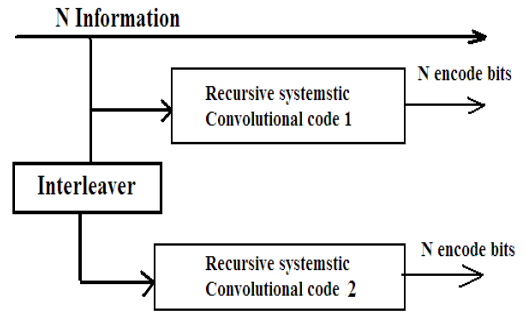 N Information
N encode bits
Recursive systemstic
Convolutional code 1
Interleaver
N encode bits
Recursive systemstic
Convolutional code 2